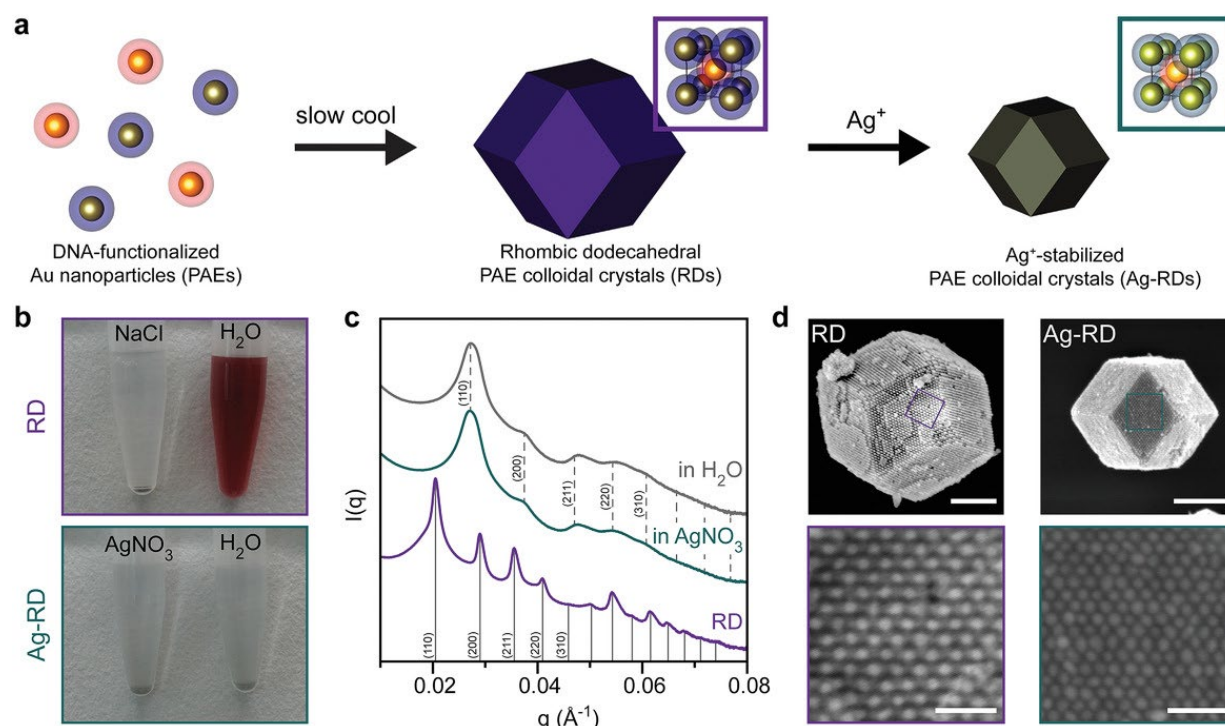 a
slow cool
Ag⁺
DNA-functionalized
Au nanoparticles (PAEs)
Rhombic dodecahedral
PAE colloidal crystals (RDs)
Ag⁺-stabilized
PAE colloidal crystals (Ag-RDs)
b
NaCl
H₂O
RD
AgNO₃
H₂O
Ag-RD
c
I(q)
(110)
(200)
(211)
(220)
(310)
in H₂O
in AgNO₃
RD
(110)
(200)
(211)
(220)
(310)
0.02
0.04
0.06
0.08
q (Å⁻¹)
d
RD
Ag-RD